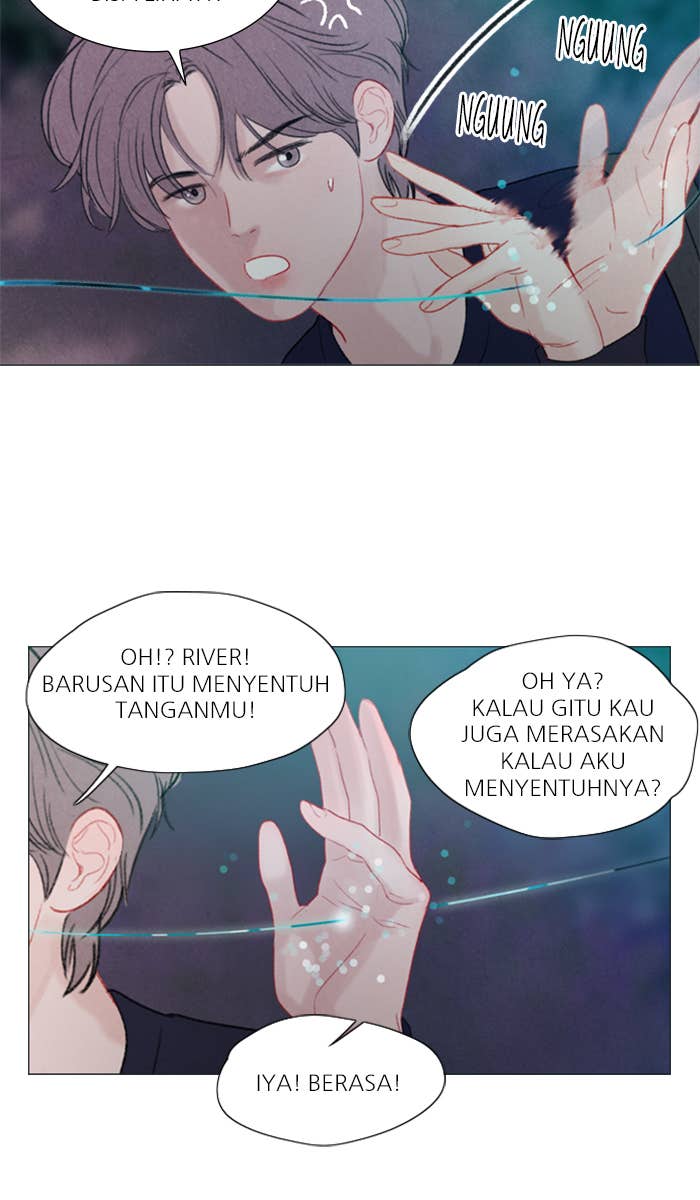 NGUUNG
NGUUNG
OH!? RIVER!
BARUSAN ITU MENYENTUH
TANGANMU!
OH YA?
KALAU GITU KAU
JUGA MERASAKAN
KALAU AKU
MENYENTUHNYA?
IYA! BERASA!